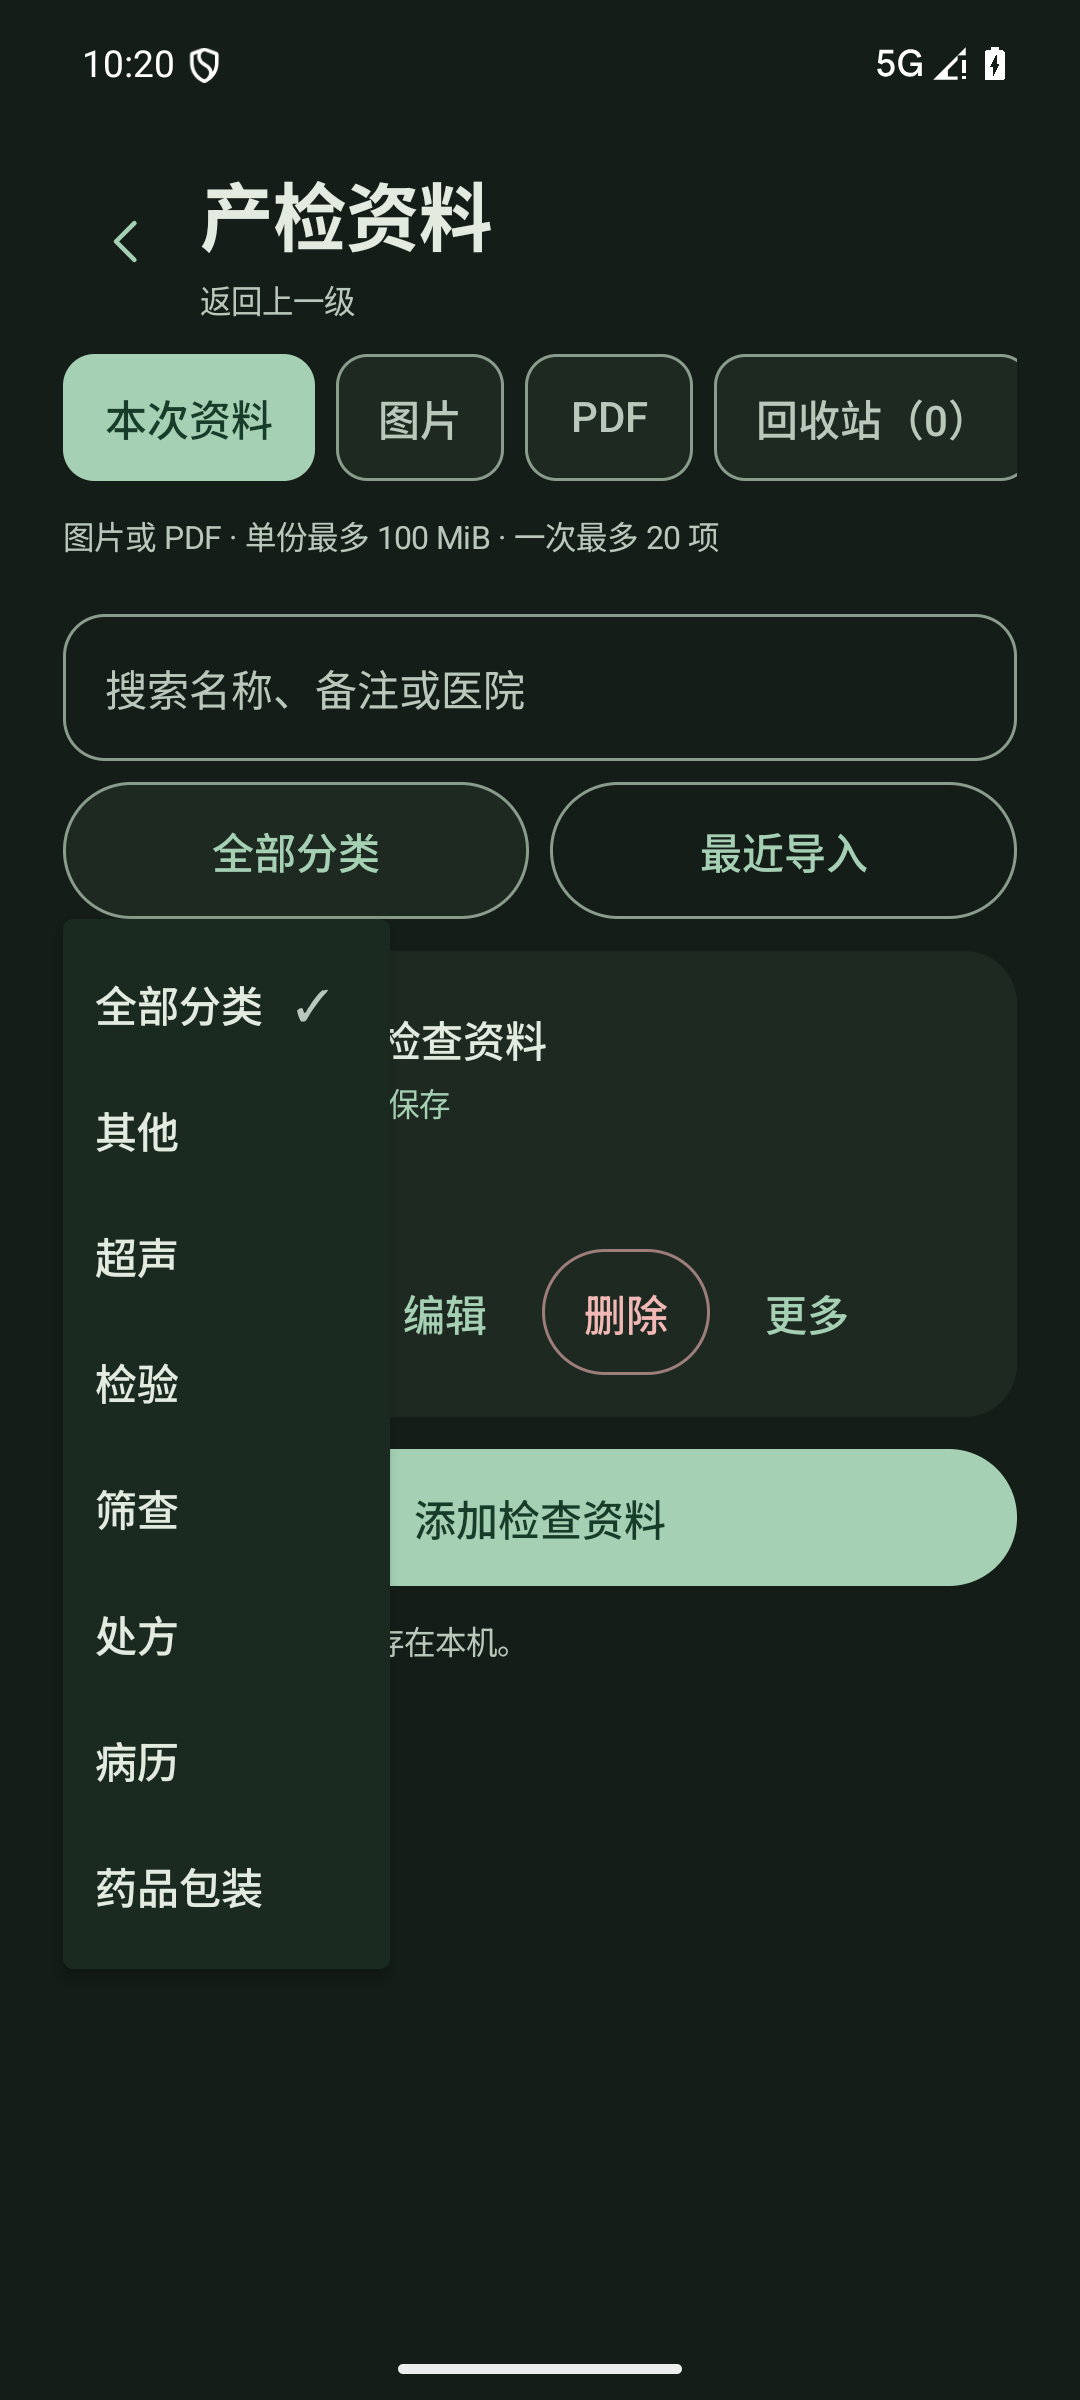 10:20
5G
产检资料
返回上一级
本次资料
图片
PDF
回收站（0）
图片或 PDF · 单份最多 100 MiB · 一次最多 20 项
搜索名称、备注或医院
全部分类
最近导入
全部分类 ✓
检查资料
保存
其他
超声
编辑
删除
更多
检验
筛查
添加检查资料
处方
存在本机。
病历
药品包装